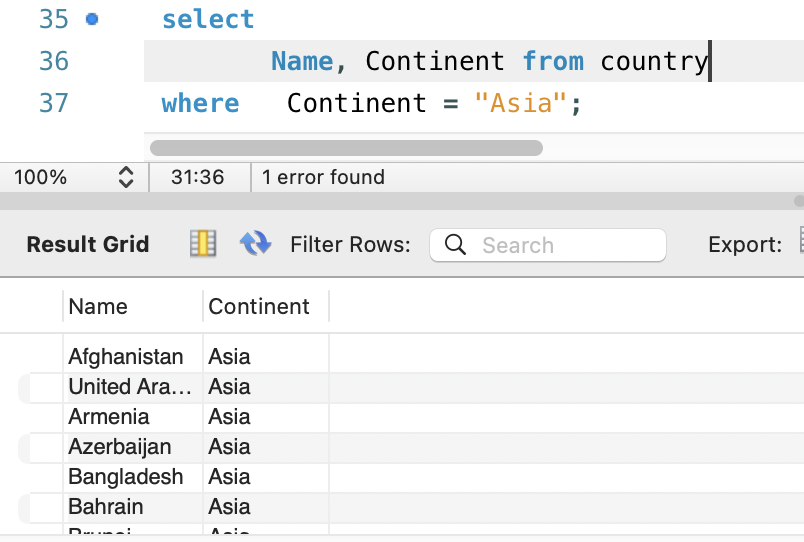 35 select
36 Name, Continent from country
37 where Continent = "Asia";
100% 31:36 1 error found
Result Grid Filter Rows: Search Export:
Name Continent
Afghanistan Asia
United Ara... Asia
Armenia Asia
Azerbaijan Asia
Bangladesh Asia
Bahrain Asia
Brunei Asia